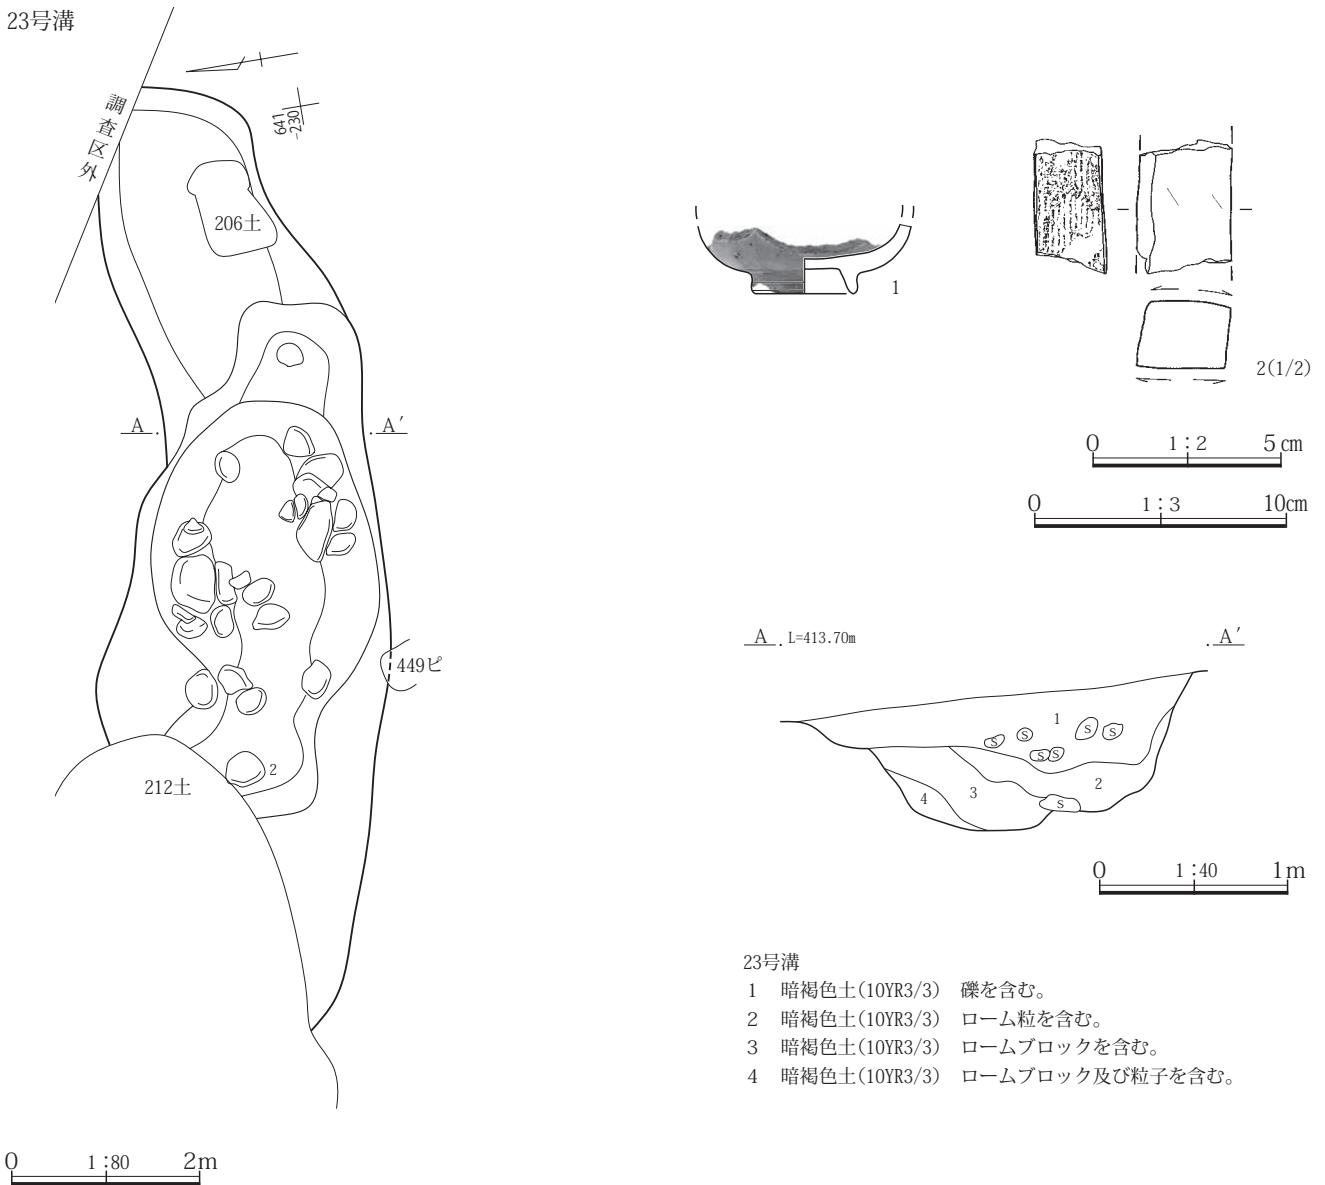 23号溝
調査区外
641
-230
206土
A
A′
449ピ
2
212土
0 1:80 2m
1
2(1/2)
0 1:2 5cm
0 1:3 10cm
A L=413.70m A′
1
S S S S S S
2
3
4
S
0 1:40 1m
23号溝
1 暗褐色土(10YR3/3) 礫を含む。
2 暗褐色土(10YR3/3) ローム粒を含む。
3 暗褐色土(10YR3/3) ロームブロックを含む。
4 暗褐色土(10YR3/3) ロームブロック及び粒子を含む。